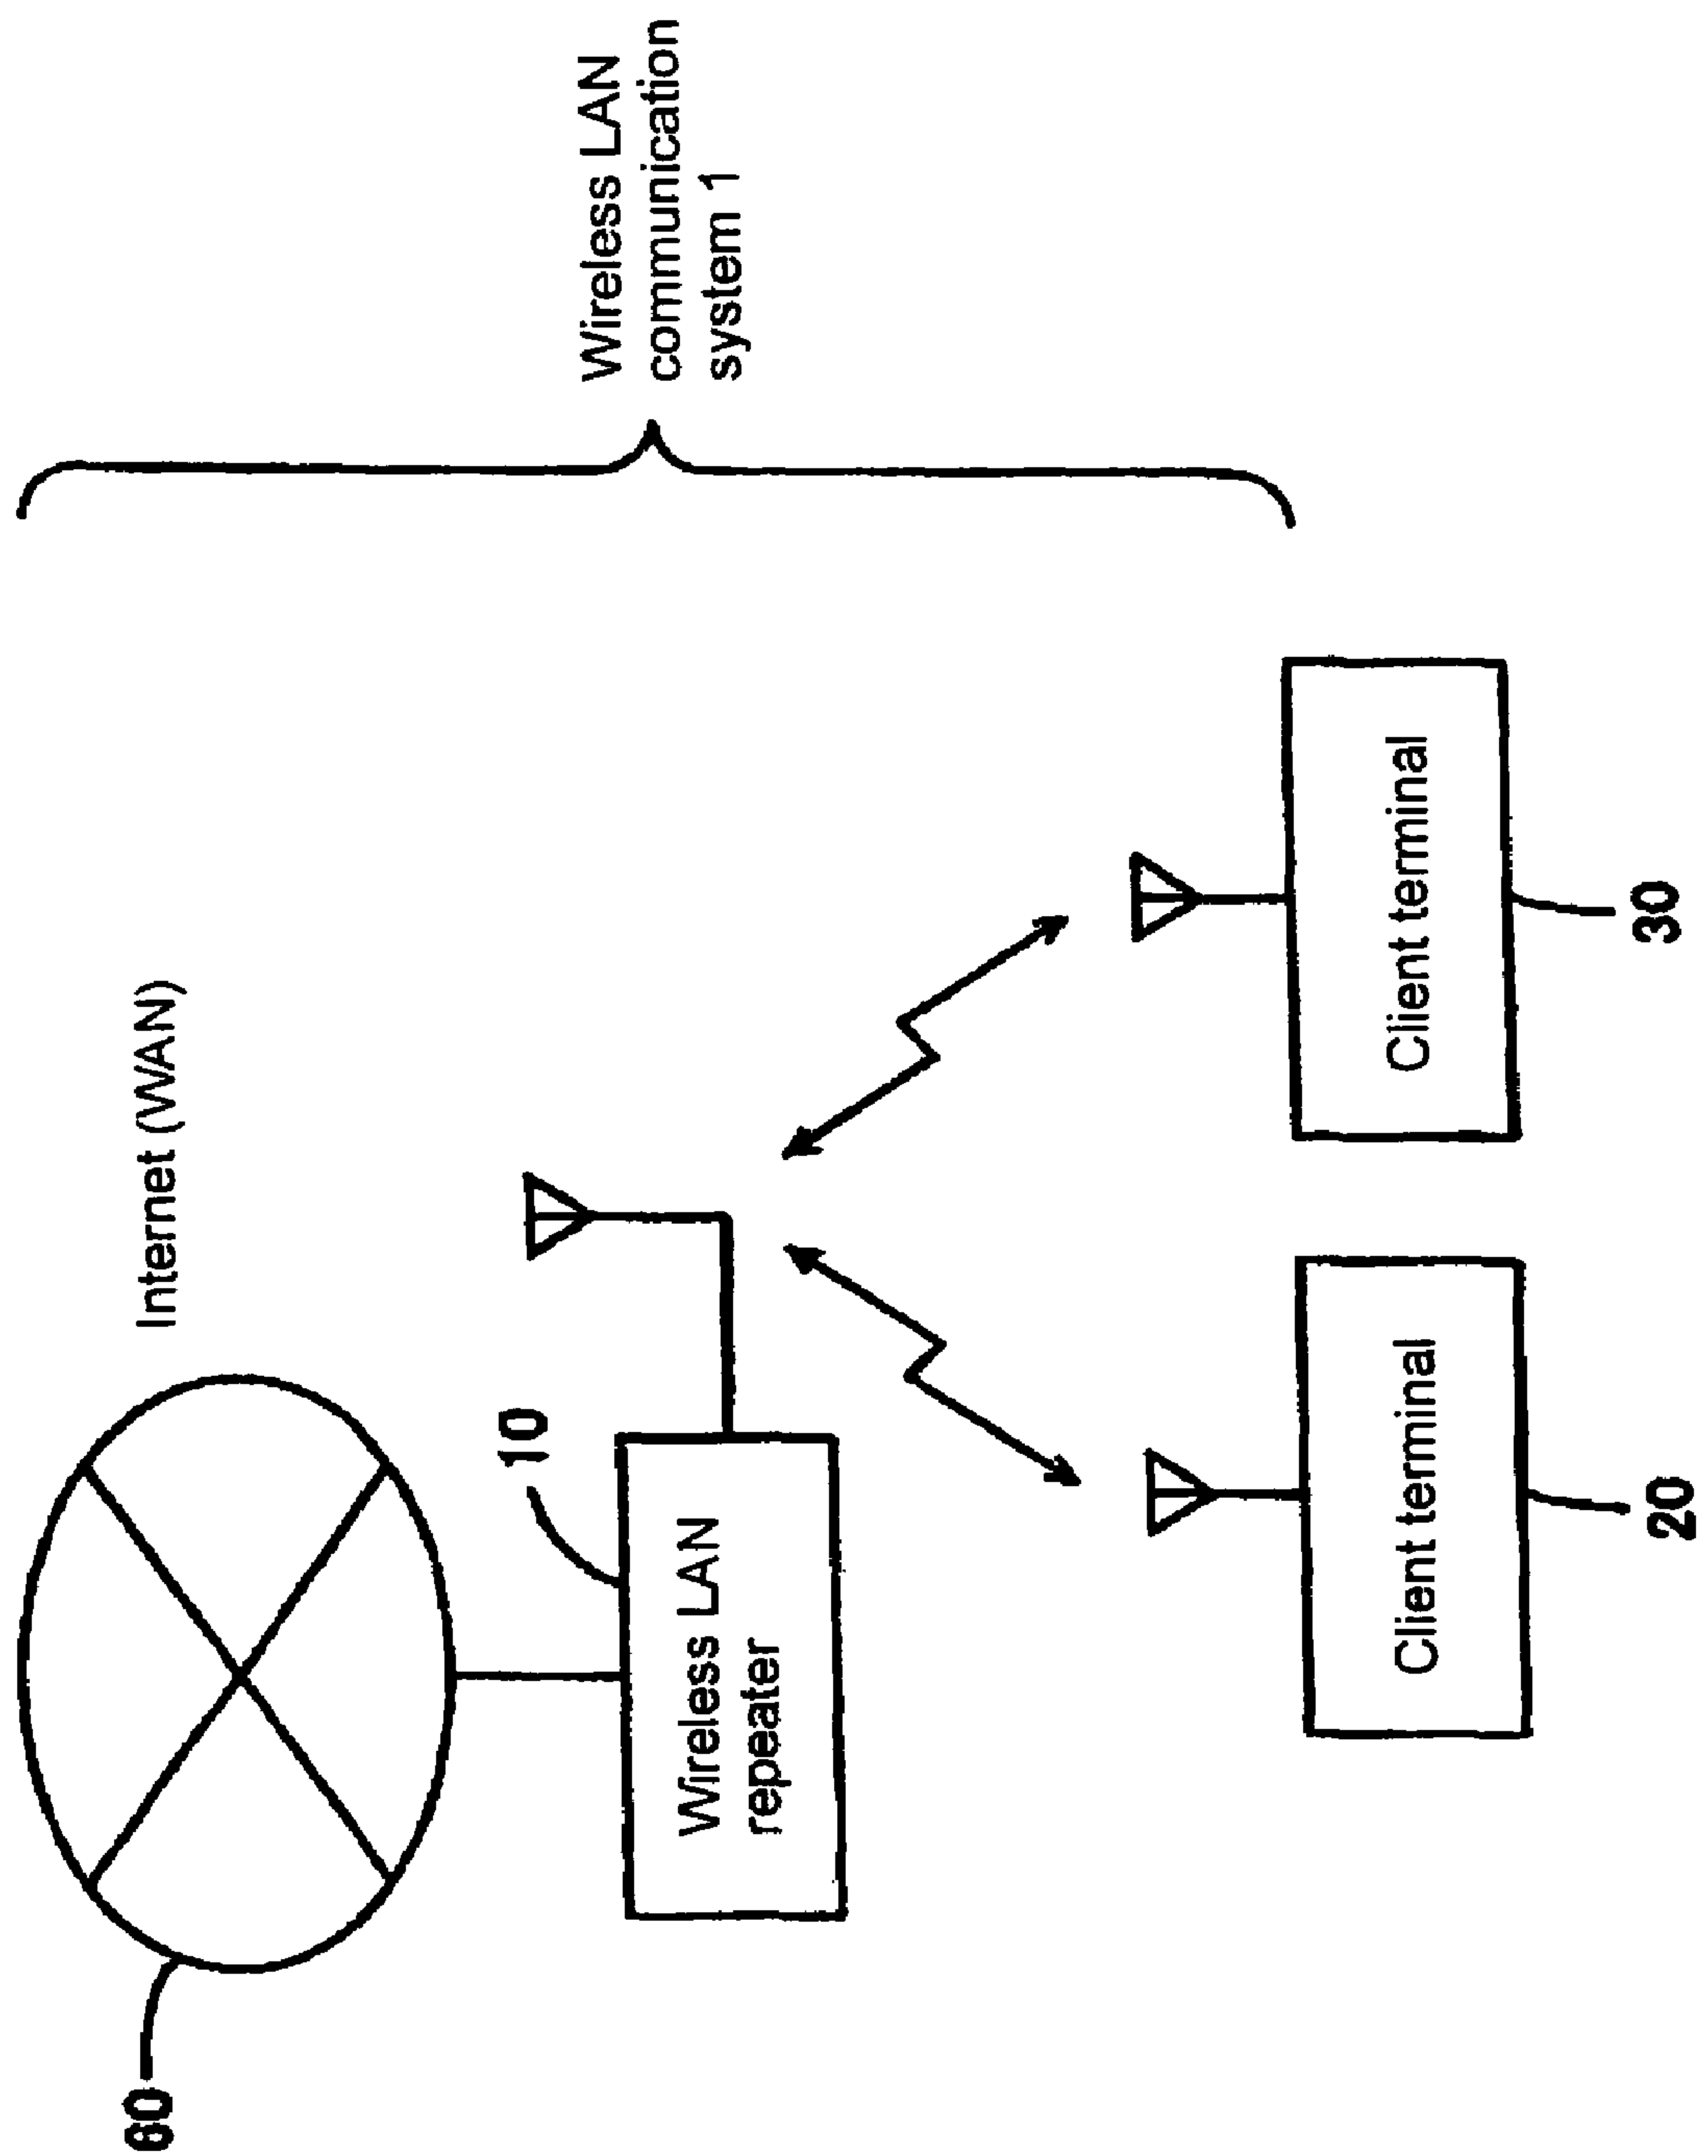 60
Internet (WAN)
10
Wireless LAN
repeater
Wireless LAN
communication
system 1
Client terminal
20
Client terminal
30